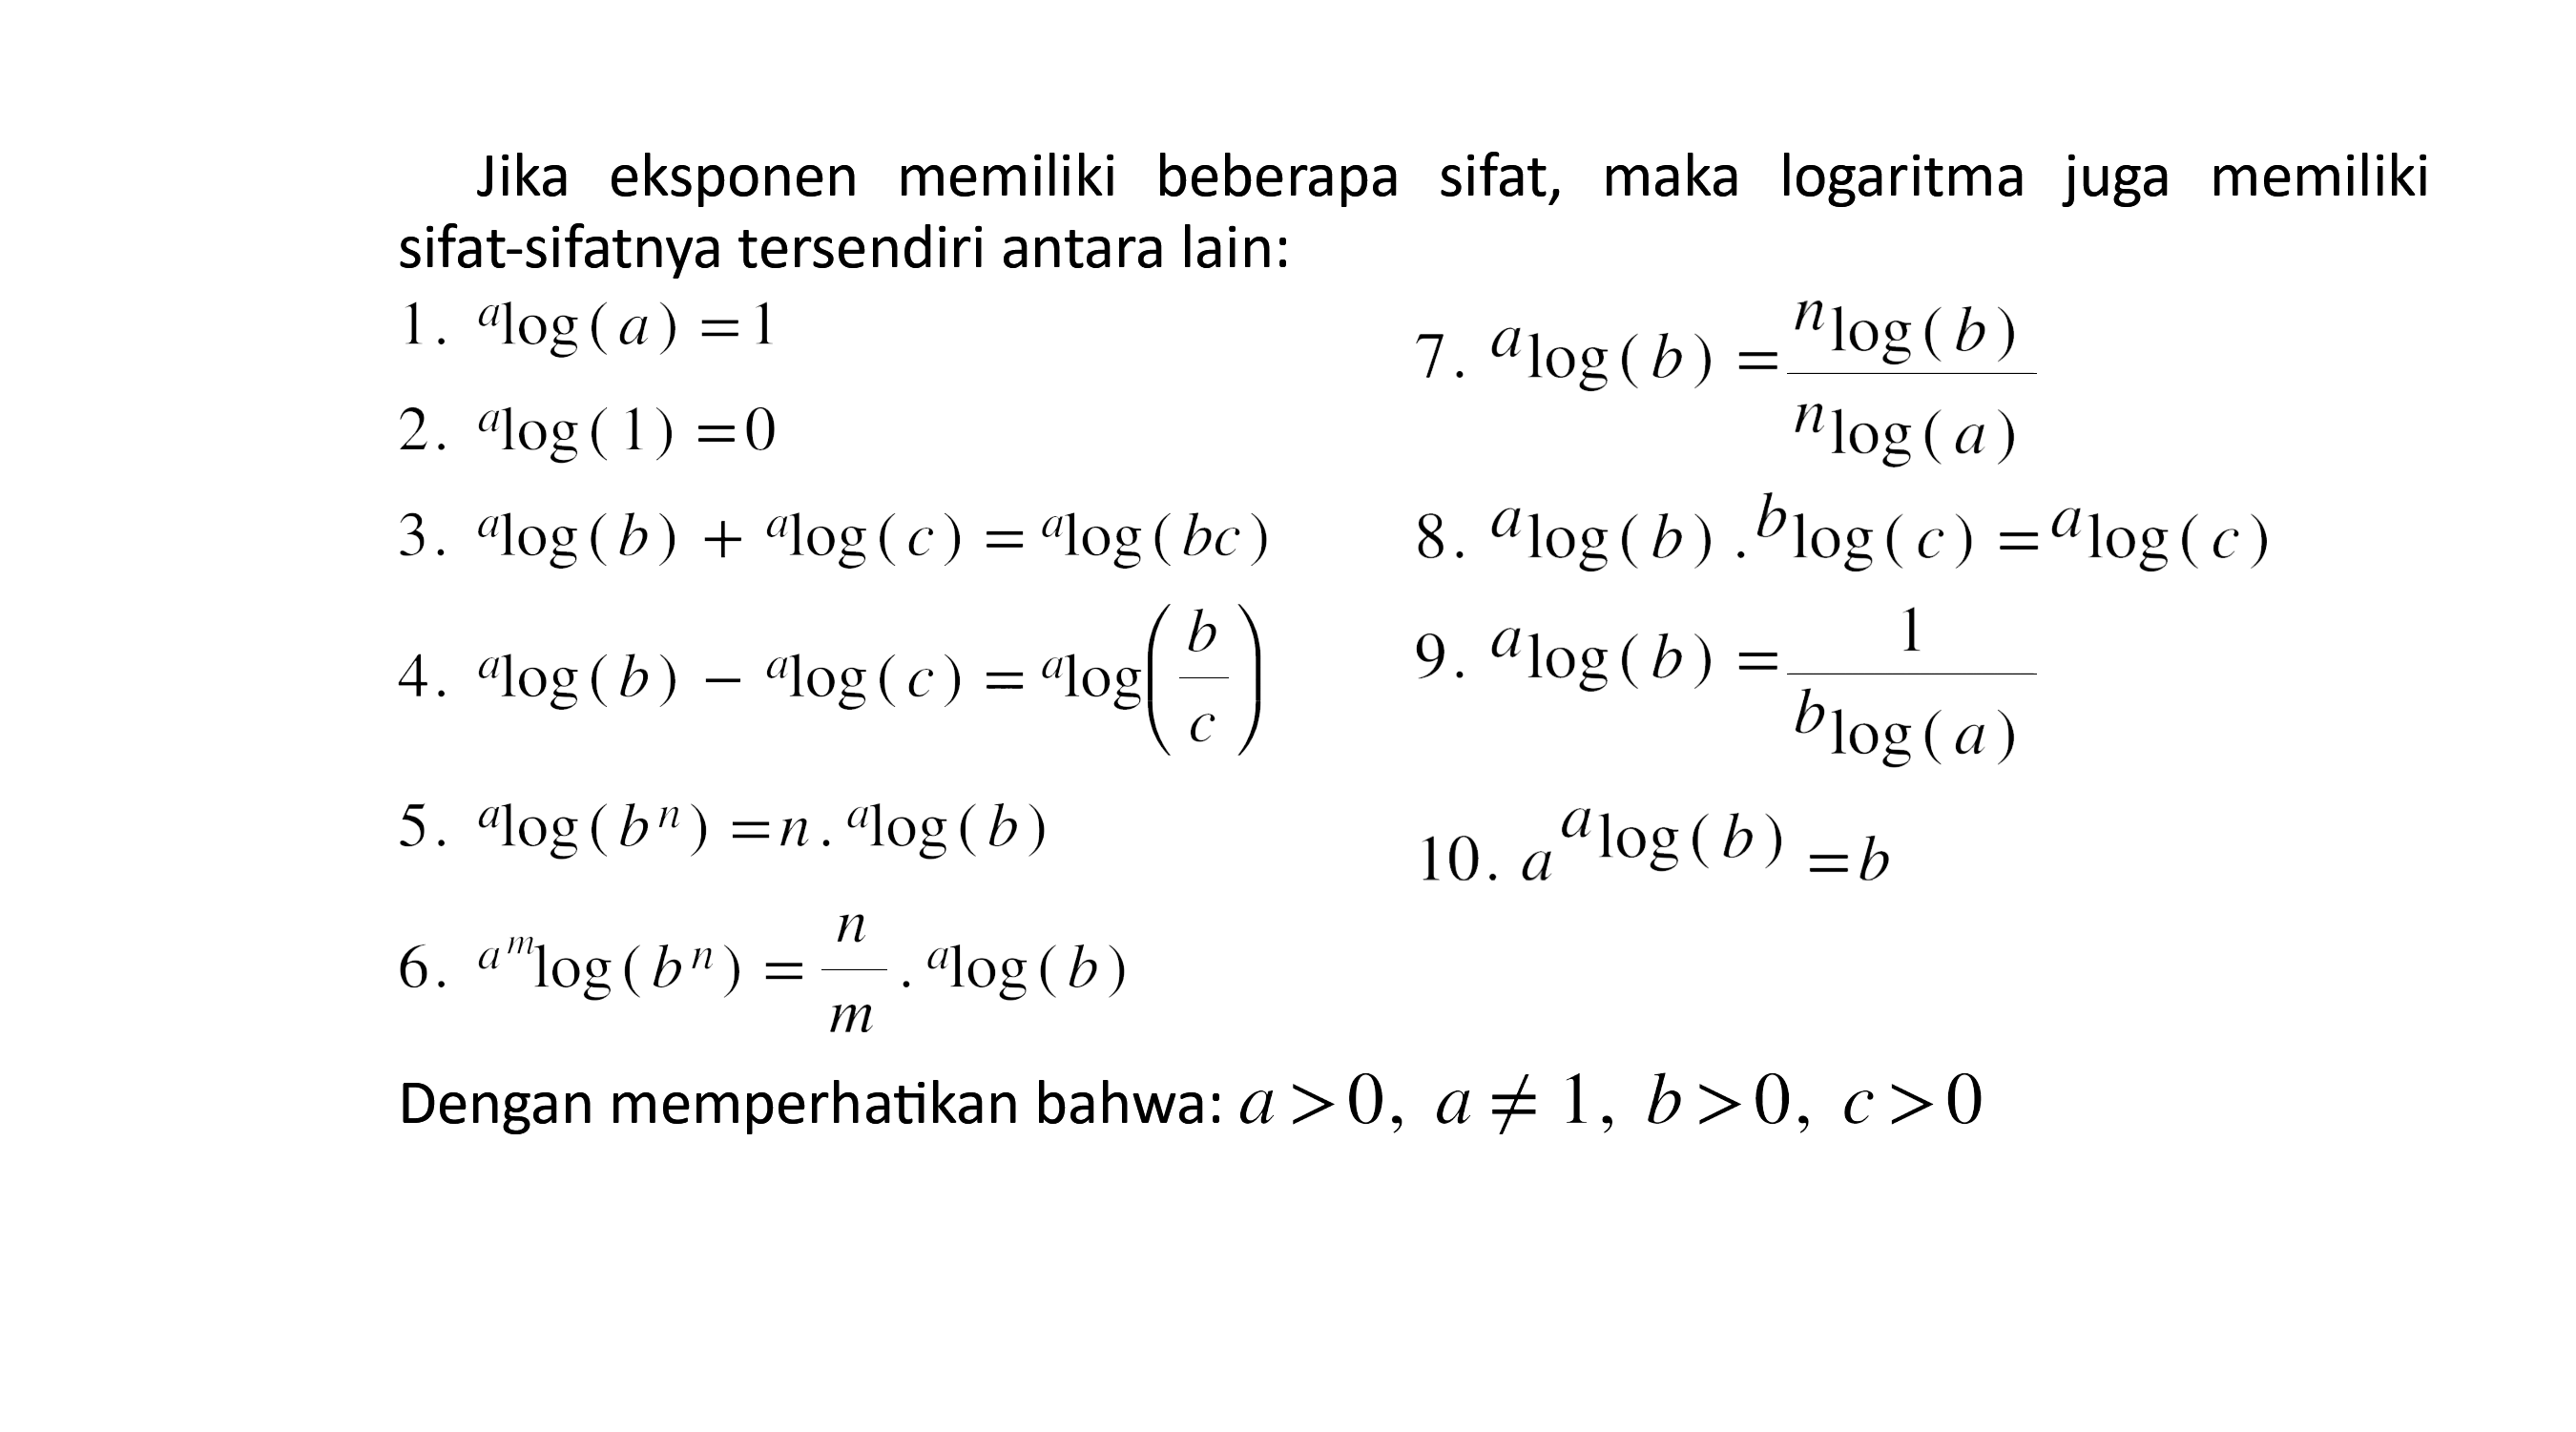 Jika eksponen memiliki beberapa sifat, maka logaritma juga memiliki
sifat-sifatnya tersendiri antara lain:
1. ᵃlog(a) = 1
2. ᵃlog(1) = 0
3. ᵃlog(b) + ᵃlog(c) = ᵃlog(bc)
4. ᵃlog(b) − ᵃlog(c) = ᵃlog(b/c)
5. ᵃlog(bⁿ) = n . ᵃlog(b)
6. ᵃ^ᵐlog(bⁿ) = n/m . ᵃlog(b)
7. ᵃlog(b) = ⁿlog(b)/ⁿlog(a)
8. ᵃlog(b) . ᵇlog(c) = ᵃlog(c)
9. ᵃlog(b) = 1/ᵇlog(a)
10. a^(ᵃlog(b)) = b
Dengan memperhatikan bahwa: a > 0, a ≠ 1, b > 0, c > 0